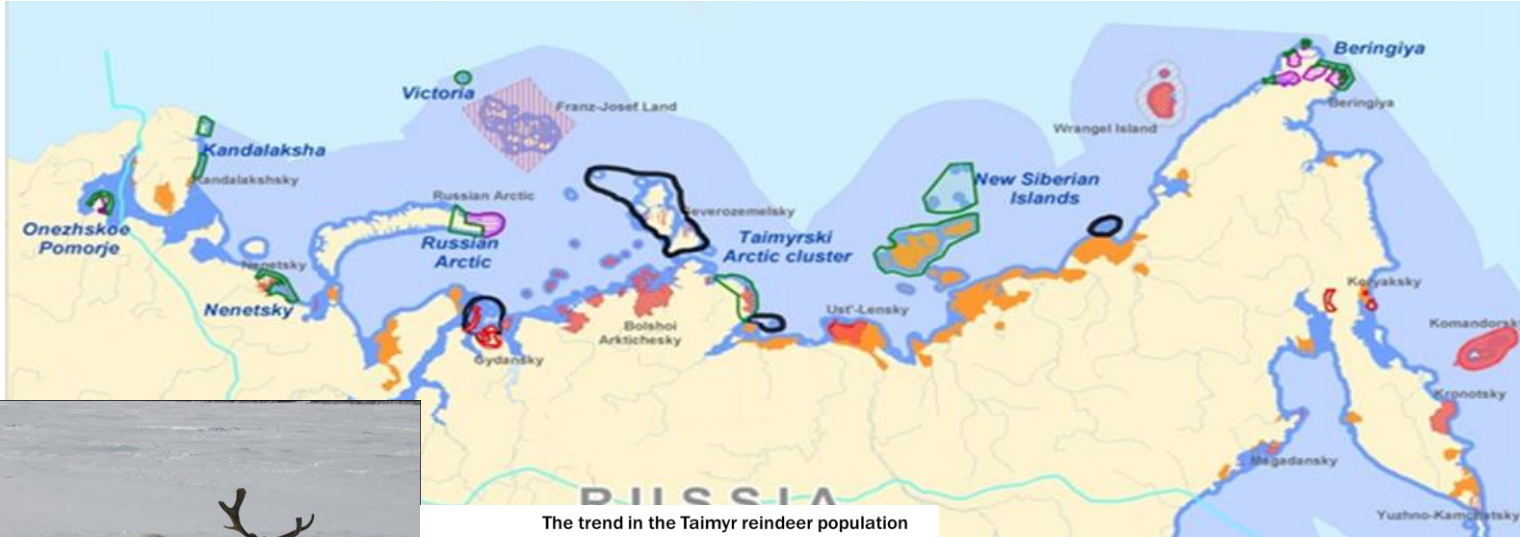 Beringiya
Victoria
Franz-Josef Land
Beringiya
Wrangel Island
Kandalaksha
Kandalakshsky
New Siberian
Islands
Russian Arctic
Severozemelsky
Onezhskoe
Pomorje
Russian
Arctic
Taimyrski
Arctic cluster
Nenetsky
Koryaksky
Nenetsky
Ust'-Lensky
Bolshoi
Arktichesky
Komandorsky
Gydansky
Kronotsky
Magadansky
RUSSIA
Yuzhno-Kamchatsky
The trend in the Taimyr reindeer population